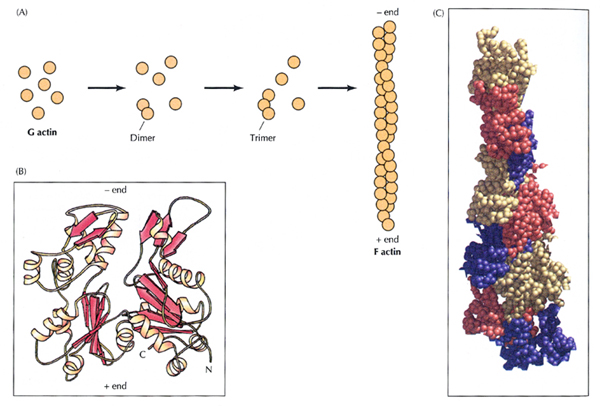 (A)
G actin
Dimer
Trimer
– end
+ end
F actin
(B)
– end
C
N
+ end
(C)